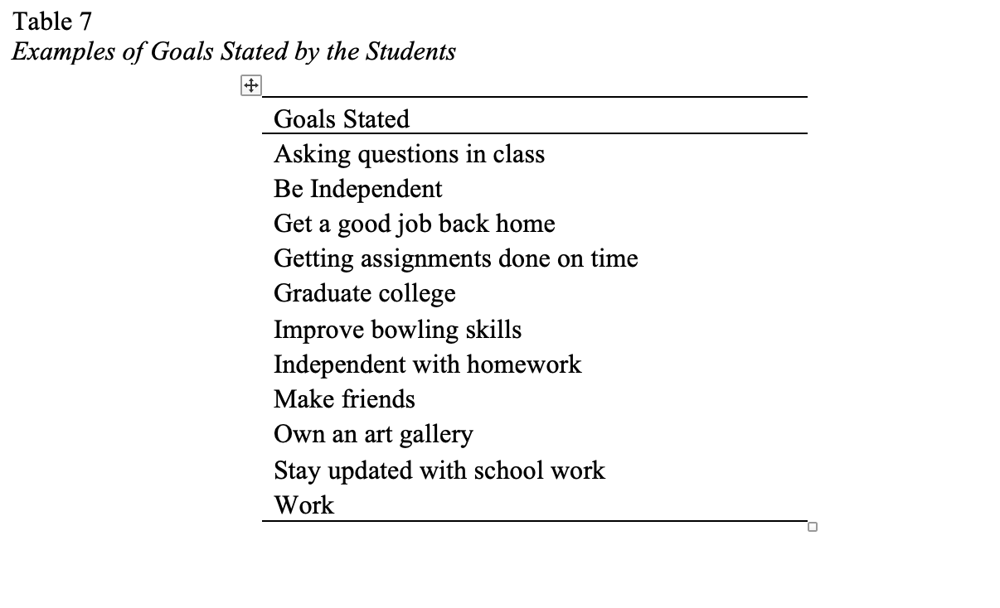 Table 7
Examples of Goals Stated by the Students
Goals Stated
Asking questions in class
Be Independent
Get a good job back home
Getting assignments done on time
Graduate college
Improve bowling skills
Independent with homework
Make friends
Own an art gallery
Stay updated with school work
Work